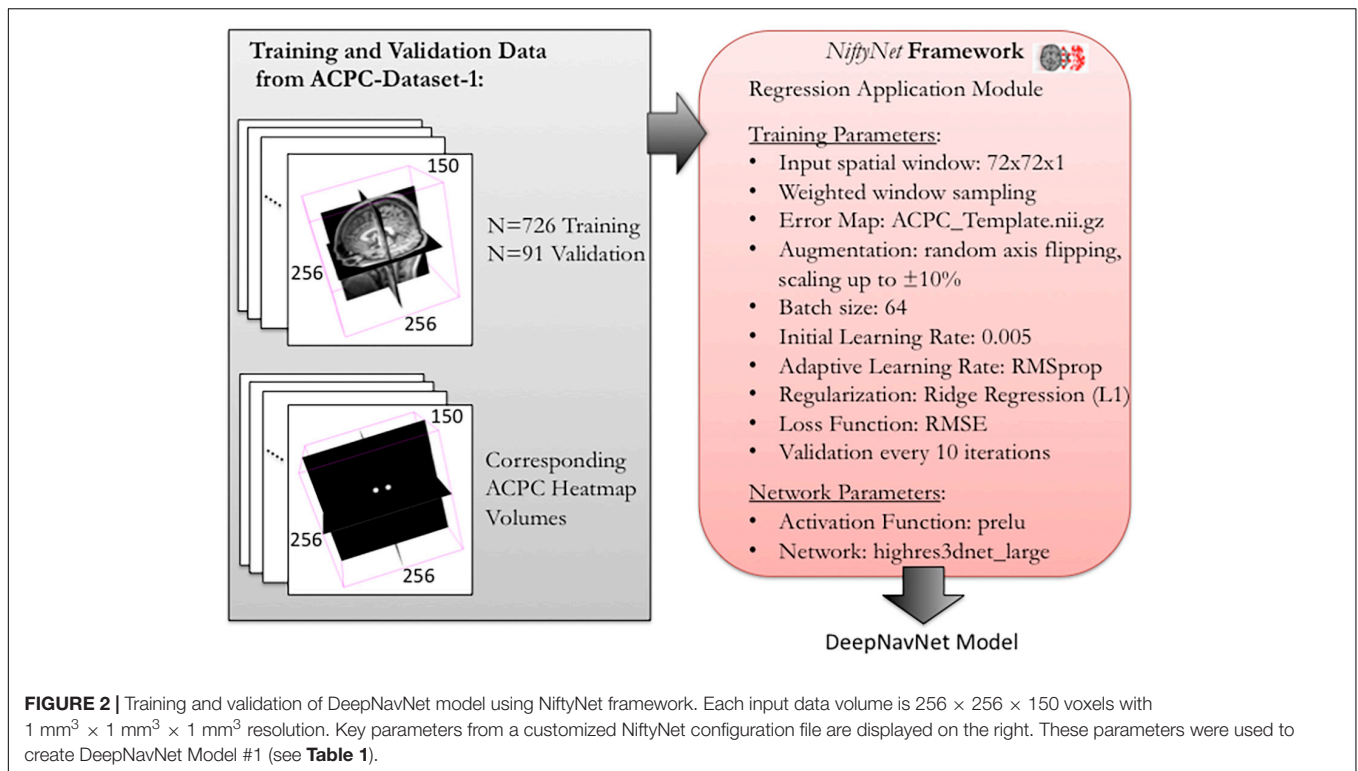 Training and Validation Data
from ACPC-Dataset-1:
150
256
256
N=726 Training
N=91 Validation
150
256
256
Corresponding
ACPC Heatmap
Volumes
NiftyNet Framework
Regression Application Module
Training Parameters:
• Input spatial window: 72x72x1
• Weighted window sampling
• Error Map: ACPC_Template.nii.gz
• Augmentation: random axis flipping,
scaling up to ±10%
• Batch size: 64
• Initial Learning Rate: 0.005
• Adaptive Learning Rate: RMSprop
• Regularization: Ridge Regression (L1)
• Loss Function: RMSE
• Validation every 10 iterations
Network Parameters:
• Activation Function: prelu
• Network: highres3dnet_large
DeepNavNet Model
FIGURE 2 | Training and validation of DeepNavNet model using NiftyNet framework. Each input data volume is 256 × 256 × 150 voxels with
1 mm³ × 1 mm³ × 1 mm³ resolution. Key parameters from a customized NiftyNet configuration file are displayed on the right. These parameters were used to
create DeepNavNet Model #1 (see Table 1).